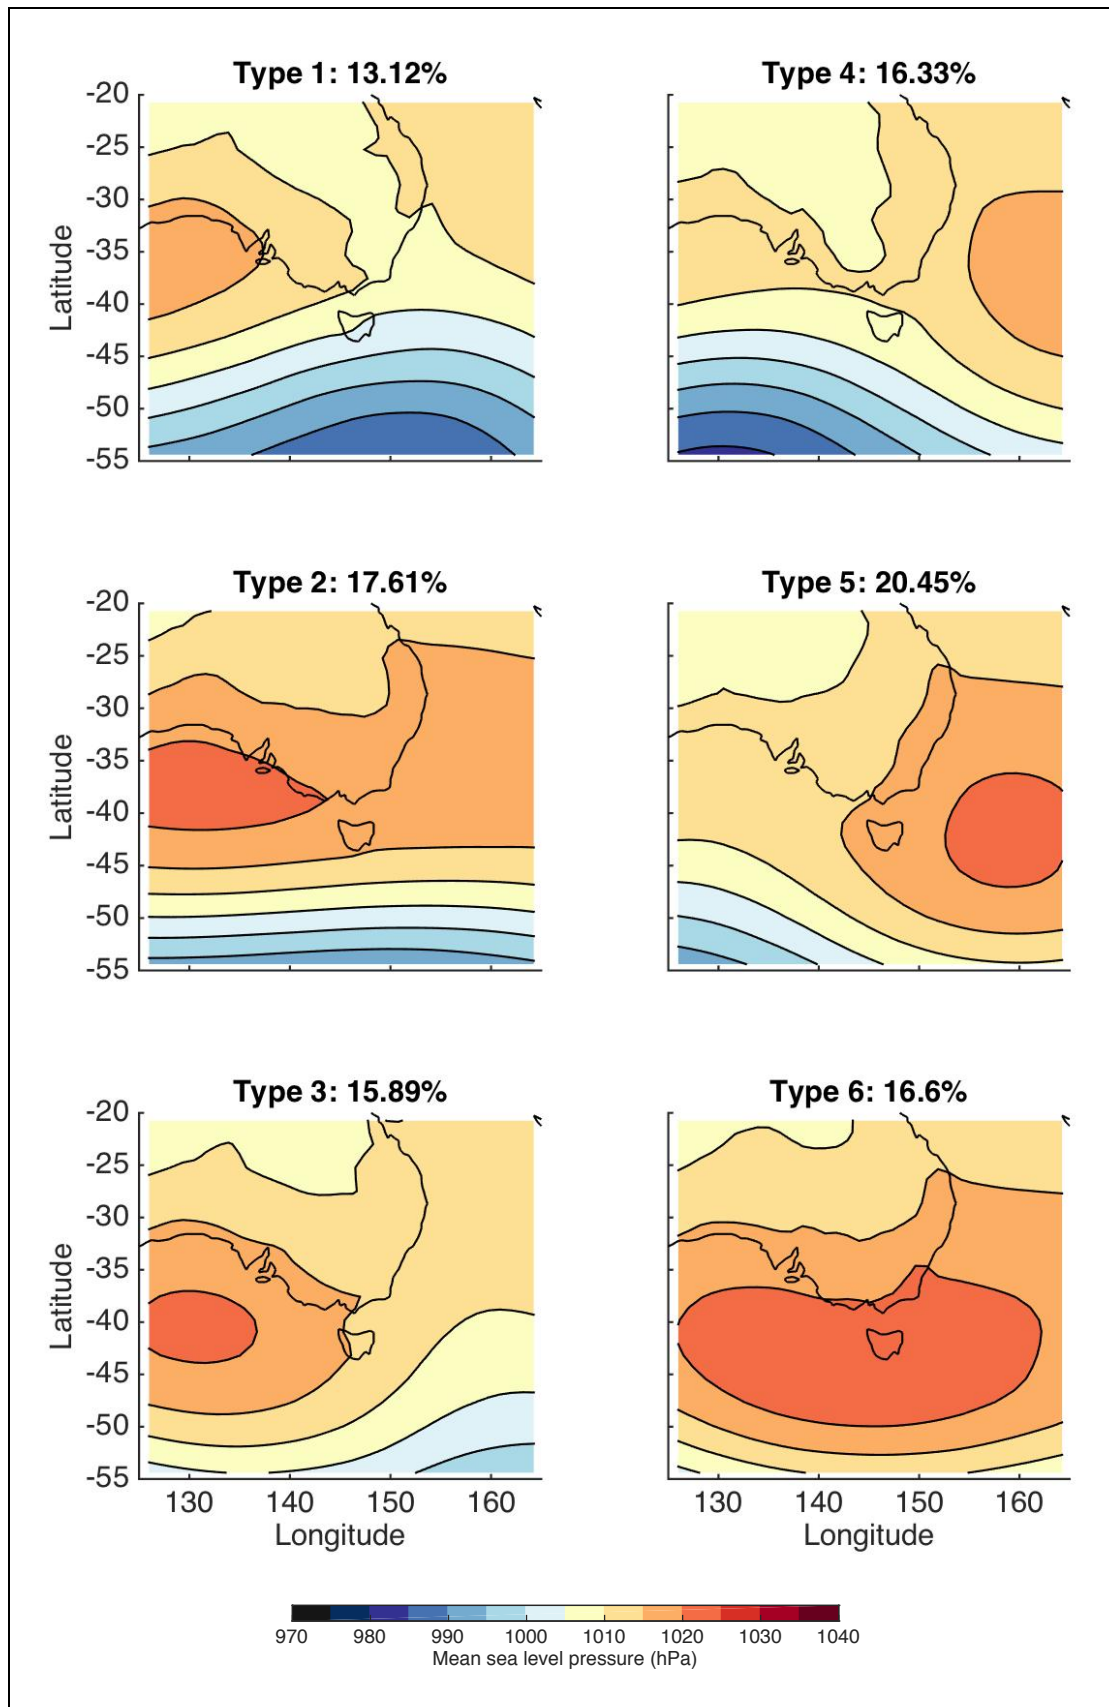 Type 1: 13.12%
-20
-25
-30
-35
-40
-45
-50
-55
Latitude
Type 4: 16.33%
Type 2: 17.61%
-20
-25
-30
-35
-40
-45
-50
-55
Latitude
Type 5: 20.45%
Type 3: 15.89%
-20
-25
-30
-35
-40
-45
-50
-55
Latitude
130 140 150 160
Longitude
Type 6: 16.6%
130 140 150 160
Longitude
970 980 990 1000 1010 1020 1030 1040
Mean sea level pressure (hPa)